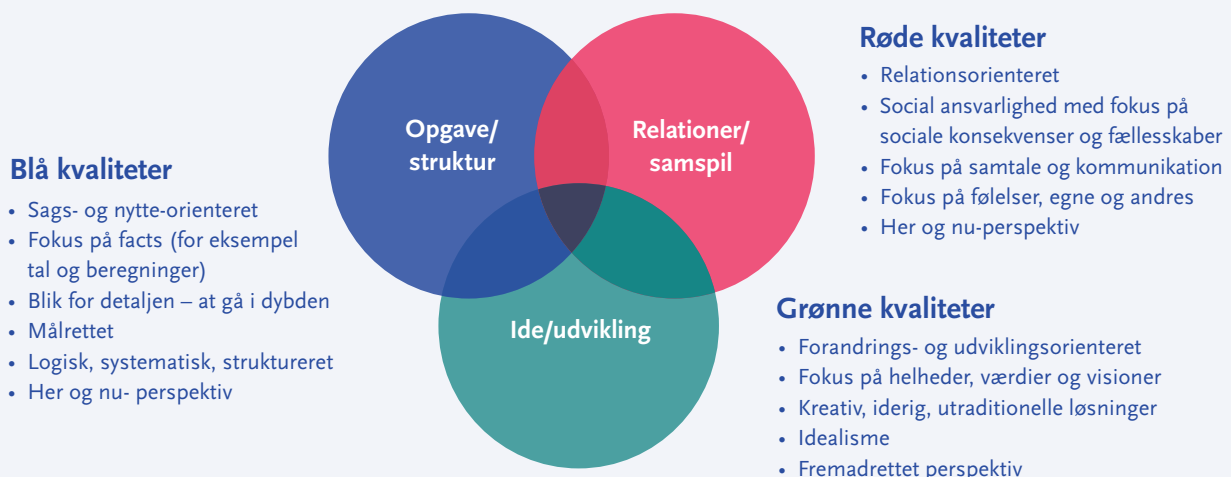 Opgave/
struktur
Relationer/
samspil
Ide/udvikling
Blå kvaliteter
• Sags- og nytte-orienteret
• Fokus på facts (for eksempel
tal og beregninger)
• Blik for detaljen – at gå i dybden
• Målrettet
• Logisk, systematisk, struktureret
• Her og nu- perspektiv
Røde kvaliteter
• Relationsorienteret
• Social ansvarlighed med fokus på
sociale konsekvenser og fællesskaber
• Fokus på samtale og kommunikation
• Fokus på følelser, egne og andres
• Her og nu-perspektiv
Grønne kvaliteter
• Forandrings- og udviklingsorienteret
• Fokus på helheder, værdier og visioner
• Kreativ, iderig, utraditionelle løsninger
• Idealisme
• Fremadrettet perspektiv